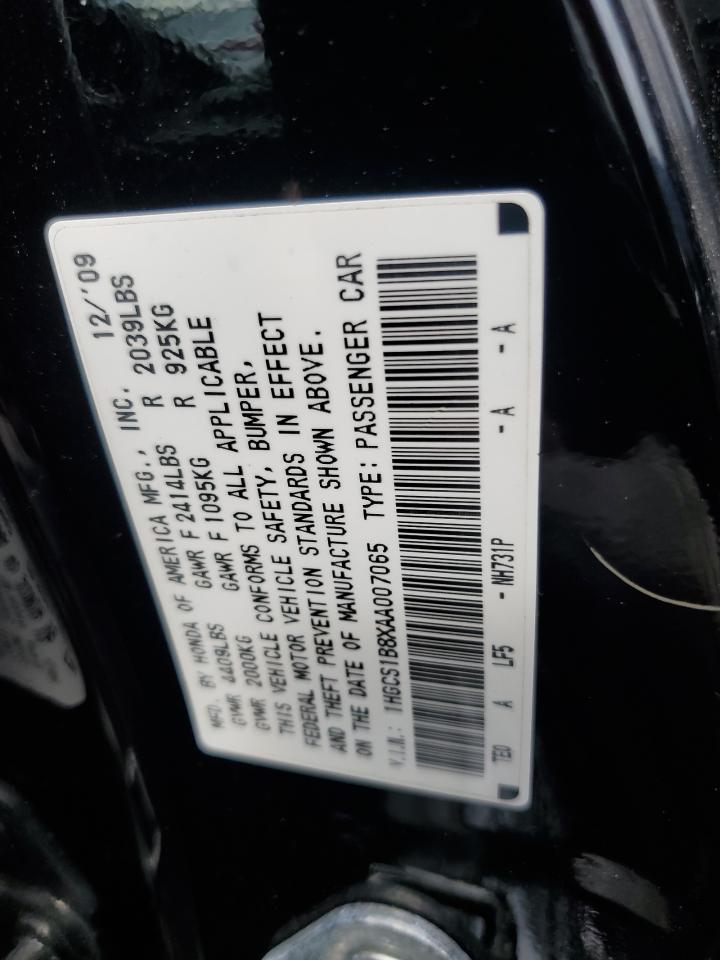 MFD. BY HONDA OF AMERICA MFG., INC. 12/'09
GVWR 4409LBS GAWR F 2414LBS R 2039LBS
GVWR 2000KG GAWR F 1095KG R 925KG
THIS VEHICLE CONFORMS TO ALL APPLICABLE
FEDERAL MOTOR VEHICLE SAFETY, BUMPER,
AND THEFT PREVENTION STANDARDS IN EFFECT
ON THE DATE OF MANUFACTURE SHOWN ABOVE.
V.I.N.: 1HGCS1B8XAA007065 TYPE: PASSENGER CAR
TE0 A LF5 - NH731P - A - A